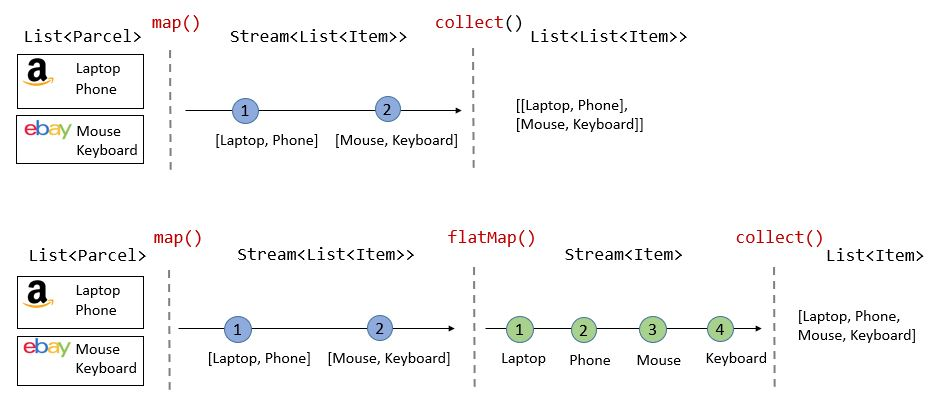 map()
collect()
List<Parcel>
Stream<List<Item>>
List<List<Item>>
a
Laptop
Phone
1
2
[[Laptop, Phone],
[Mouse, Keyboard]]
ebay
Mouse
Keyboard
[Laptop, Phone]
[Mouse, Keyboard]
map()
flatMap()
collect()
List<Parcel>
Stream<List<Item>>
Stream<Item>
List<Item>
a
Laptop
Phone
1
2
1
2
3
4
[Laptop, Phone,
Mouse, Keyboard]
ebay
Mouse
Keyboard
[Laptop, Phone]
[Mouse, Keyboard]
Laptop
Phone
Mouse
Keyboard